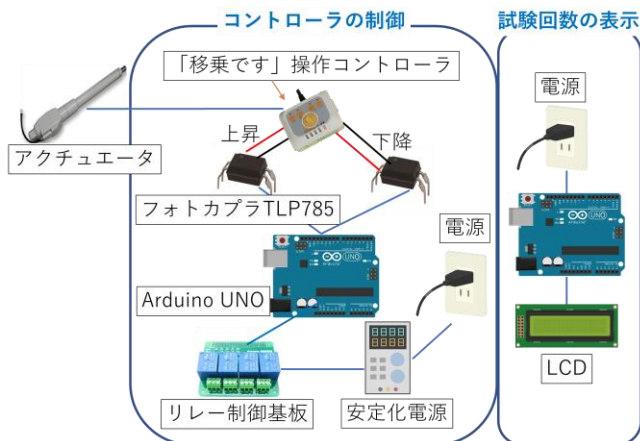 コントローラの制御
試験回数の表示
「移乗です」操作コントローラ
電源
上昇
下降
アクチュエータ
フォトカプラTLP785
電源
Arduino UNO
UNO
UNO
LCD
リレー制御基板
安定化電源